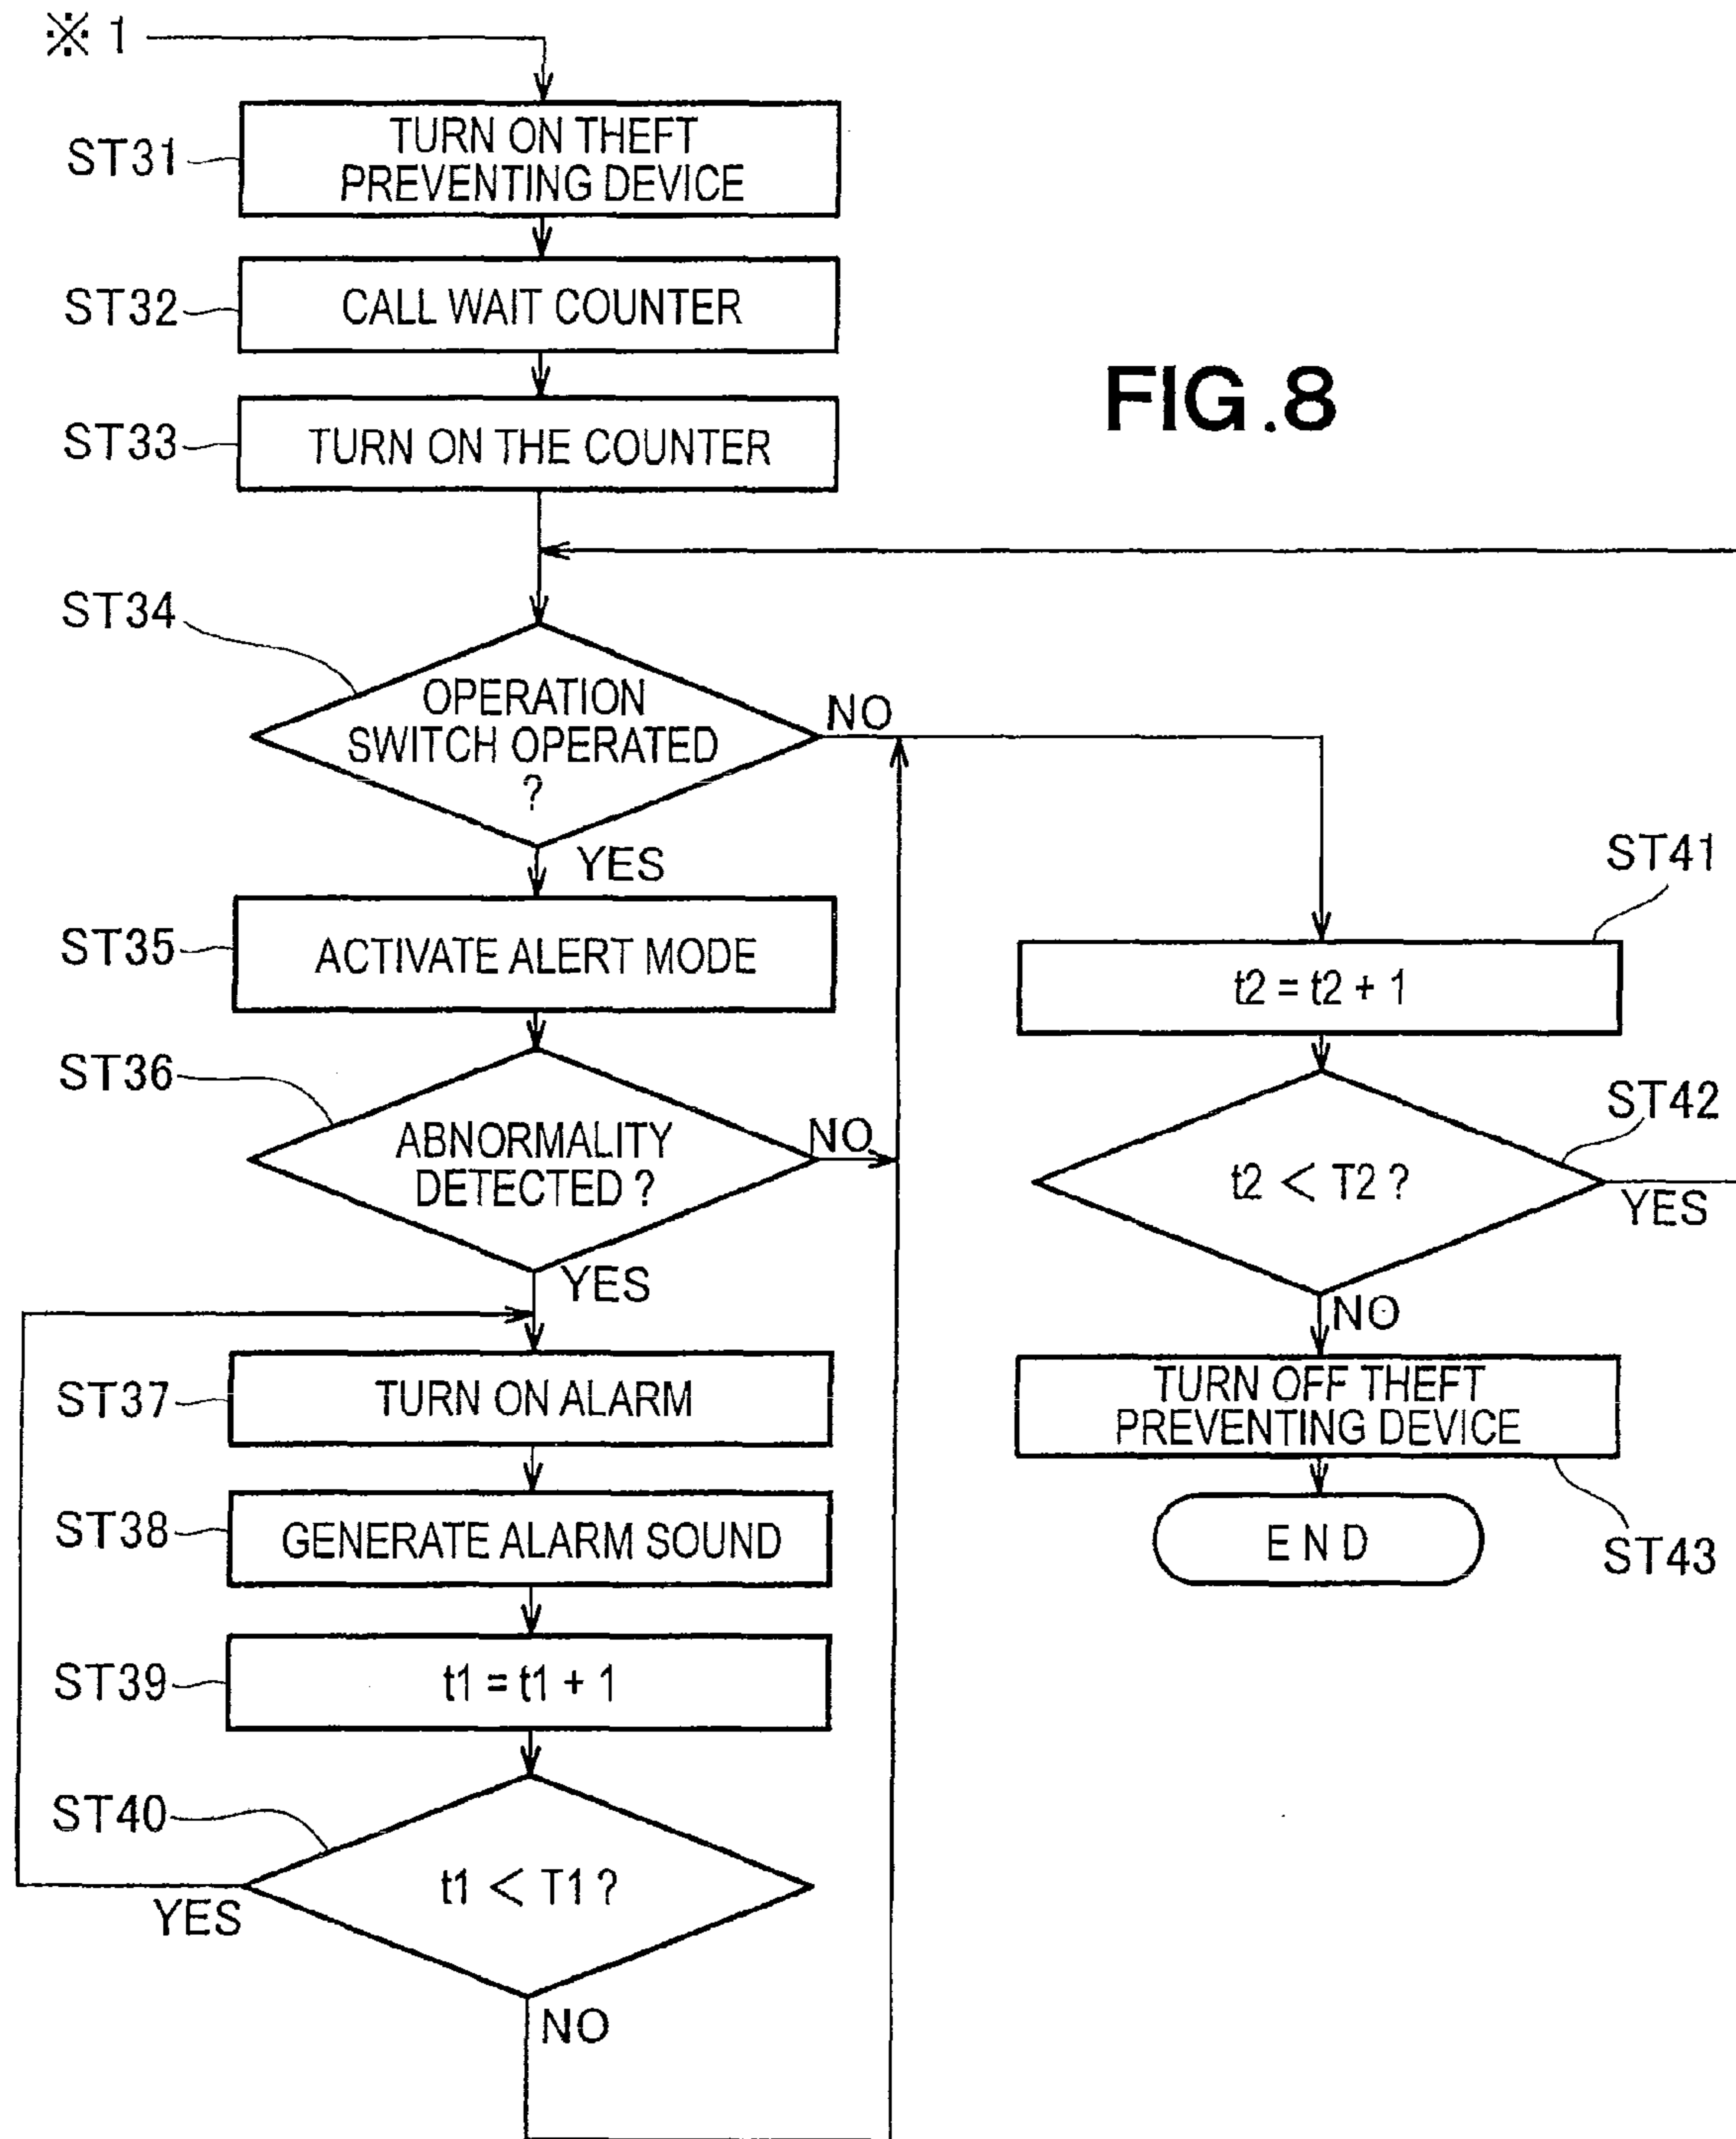 ※1
ST31
TURN ON THEFT
PREVENTING DEVICE
ST32
CALL WAIT COUNTER
FIG.8
ST33
TURN ON THE COUNTER
ST34
OPERATION
SWITCH OPERATED
?
NO
YES
ST35
ACTIVATE ALERT MODE
ST36
ABNORMALITY
DETECTED ?
NO
YES
ST37
TURN ON ALARM
ST38
GENERATE ALARM SOUND
ST39
t1 = t1 + 1
ST40
t1 < T1 ?
YES
NO
ST41
t2 = t2 + 1
ST42
t2 < T2 ?
YES
NO
TURN OFF THEFT
PREVENTING DEVICE
ST43
END